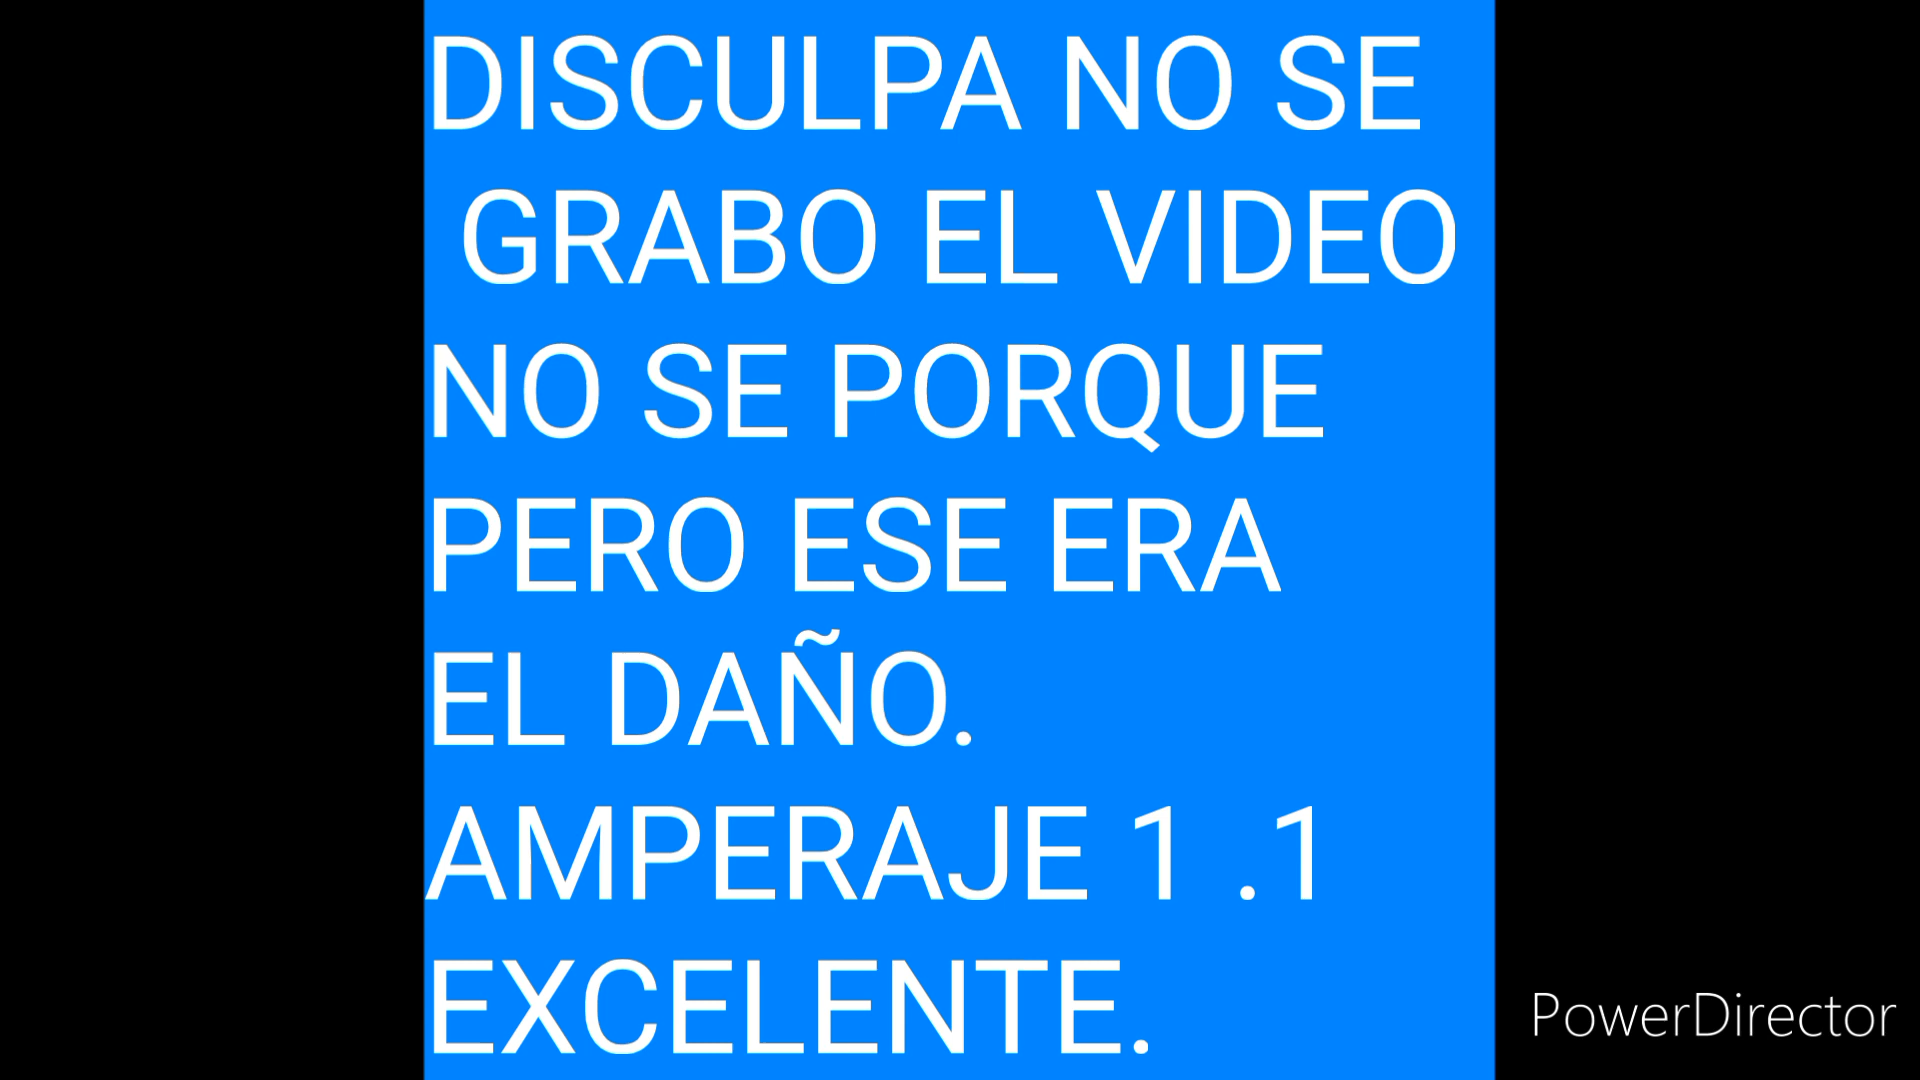 DISCULPA NO SE
GRABO EL VIDEO
NO SE PORQUE
PERO ESE ERA
EL DAÑO.
AMPERAJE 1 .1
EXCELENTE.
PowerDirector